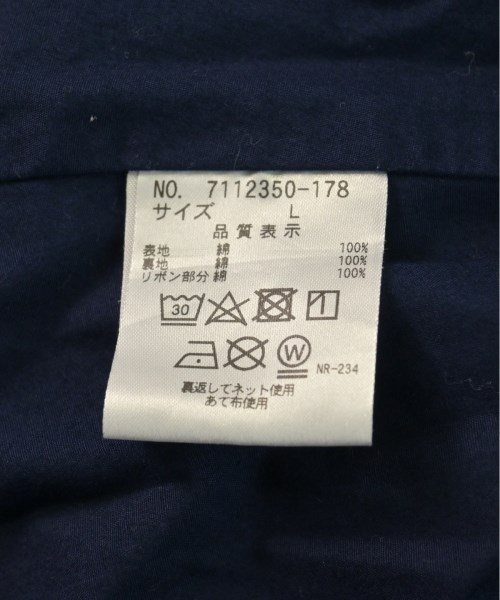 NO. 7112350-178
サイズ L
品質表示
表地 綿 100%
裏地 綿 100%
リボン部分 綿 100%
30
W
NR-234
裏返してネット使用
あて布使用